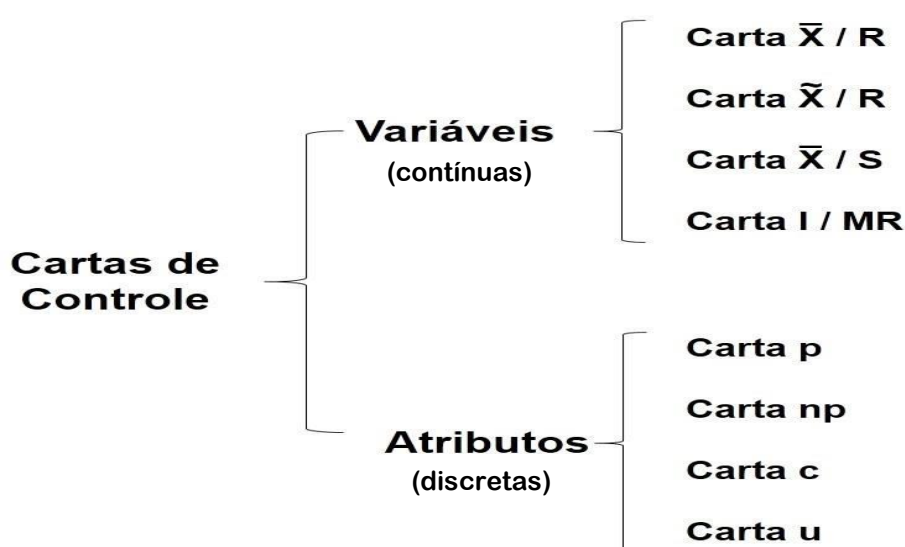 Cartas de
Controle
Variáveis
(contínuas)
Carta X̅ / R
Carta X̃ / R
Carta X̅ / S
Carta I / MR
Atributos
(discretas)
Carta p
Carta np
Carta c
Carta u